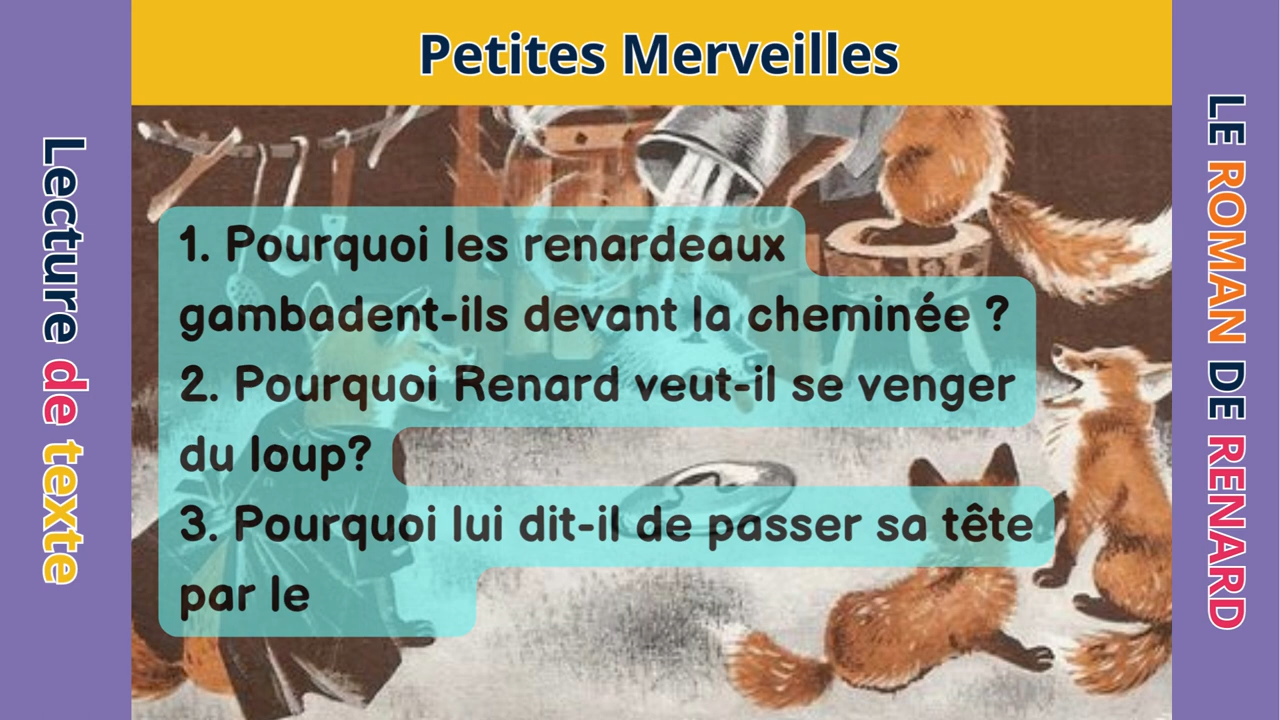 Petites Merveilles
Lecture de texte
1. Pourquoi les renardeaux
gambadent-ils devant la cheminée ?
2. Pourquoi Renard veut-il se venger
du loup?
3. Pourquoi lui dit-il de passer sa tête
par le
LE ROMAN DE RENARD